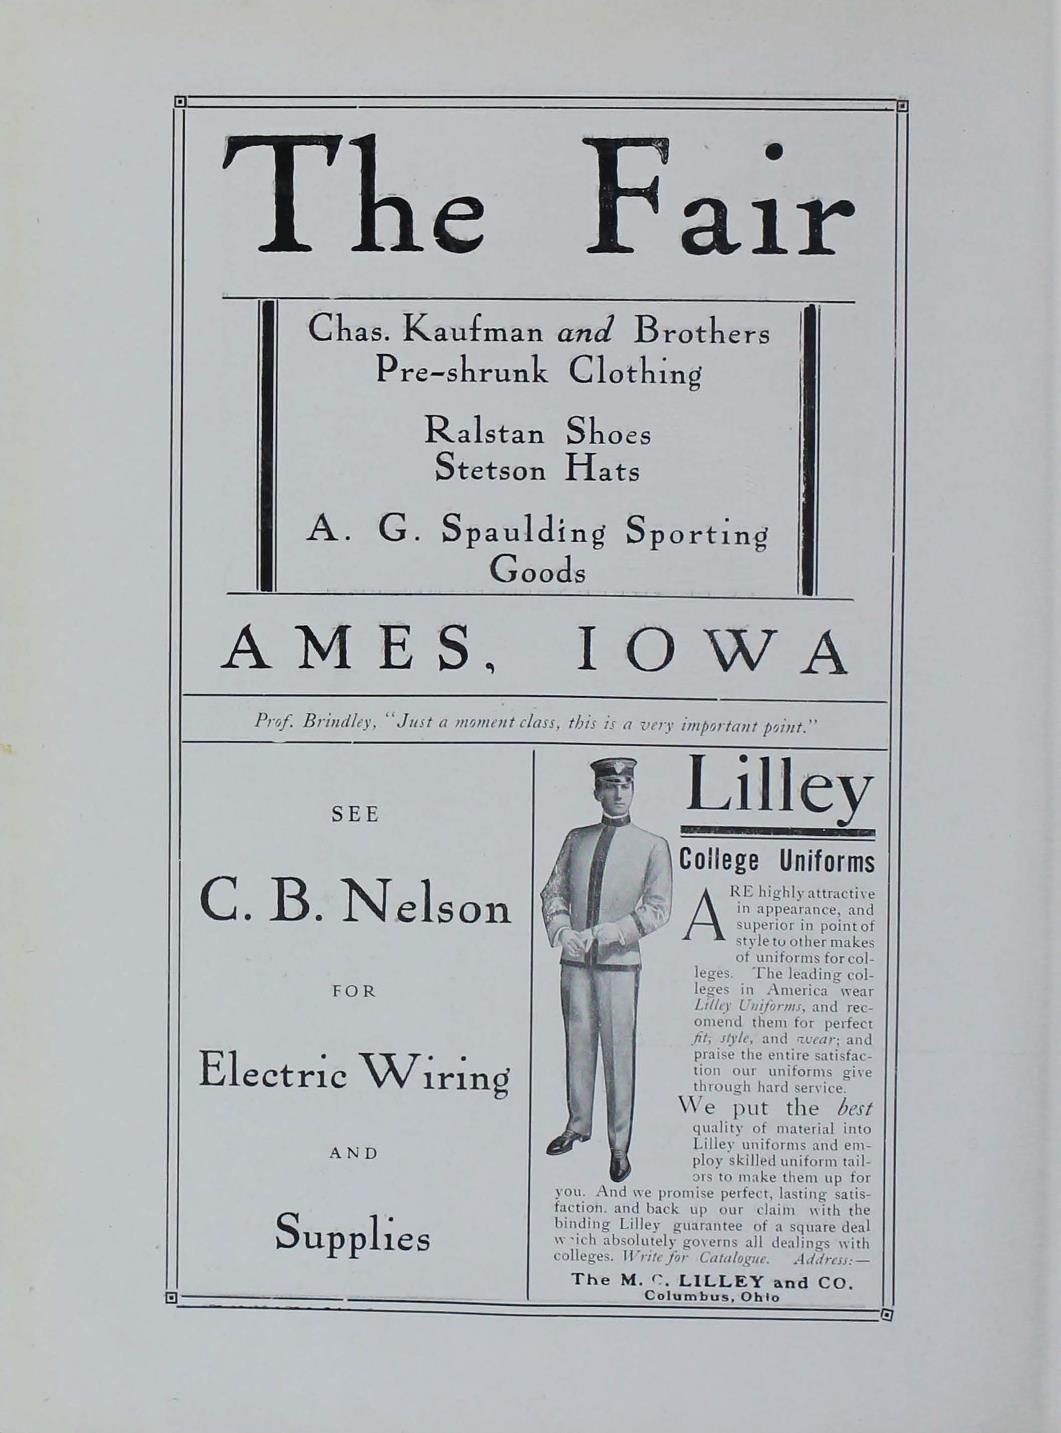 The Fair
Chas. Kaufman and Brothers
Pre-shrunk Clothing
Ralstan Shoes
Stetson Hats
A. G. Spaulding Sporting
Goods
AMES, IOWA
Prof. Brindley, "Just a moment class, this is a very important point."
SEE
C. B. Nelson
FOR
Electric Wiring
AND
Supplies
Lilley
College Uniforms
ARE highly attractive
in appearance, and
superior in point of
style to other makes
of uniforms for col-
leges. The leading col-
leges in America wear
Lilley Uniforms, and rec-
omend them for perfect
fit; style, and wear; and
praise the entire satisfac-
tion our uniforms give
through hard service.
We put the best
quality of material into
Lilley uniforms and em-
ploy skilled uniform tail-
ors to make them up for
you. And we promise perfect, lasting satis-
faction. and back up our claim with the
binding Lilley guarantee of a square deal
which absolutely governs all dealings with
colleges. Write for Catalogue. Address:—
The M. C. LILLEY and CO.
Columbus, Ohio